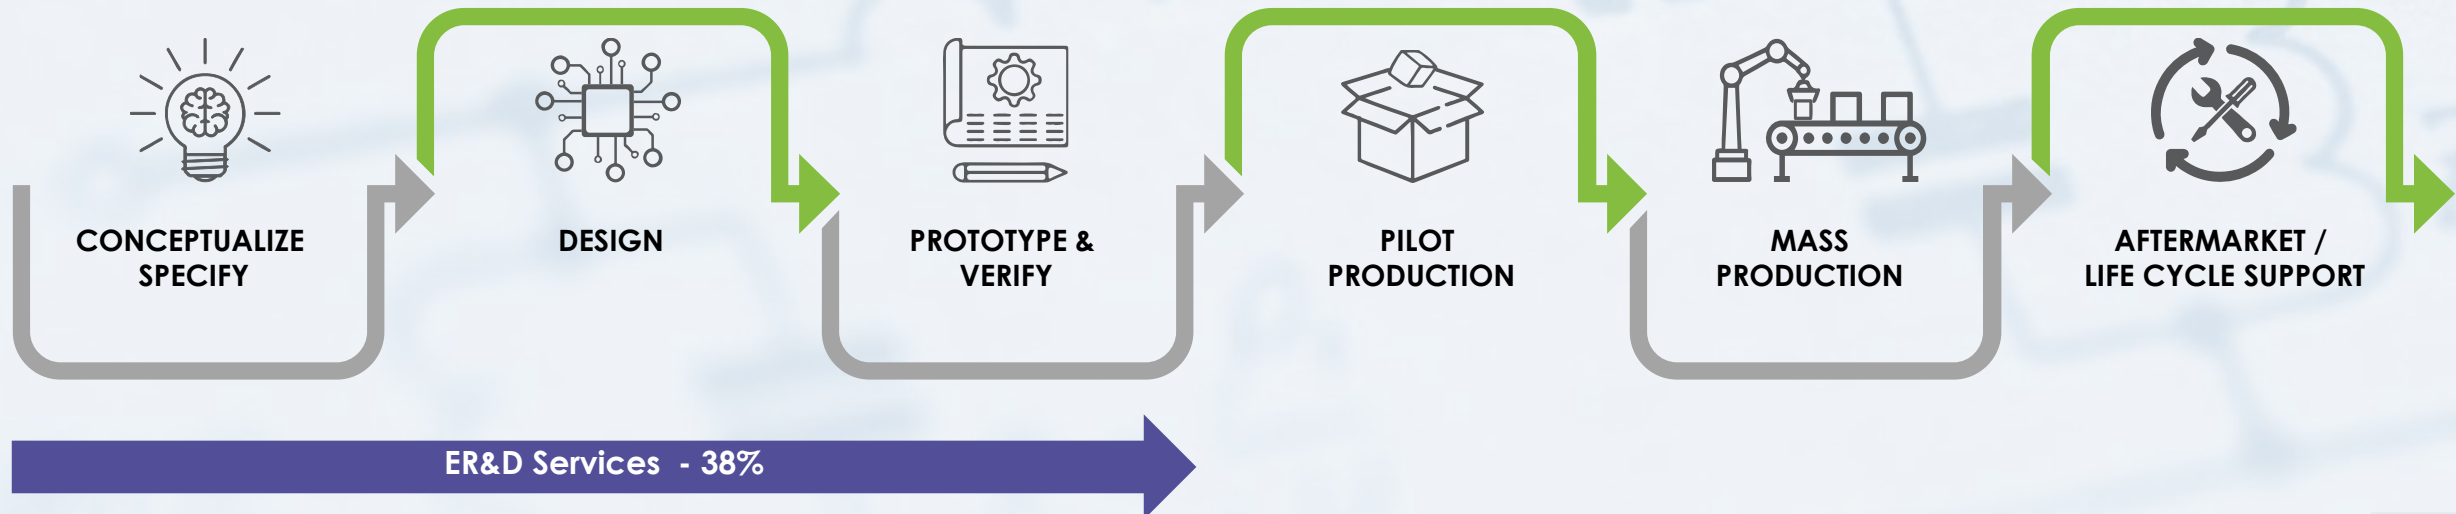 CONCEPTUALIZE
SPECIFY
DESIGN
PROTOTYPE &
VERIFY
PILOT
PRODUCTION
MASS
PRODUCTION
AFTERMARKET /
LIFE CYCLE SUPPORT
ER&D Services - 38%